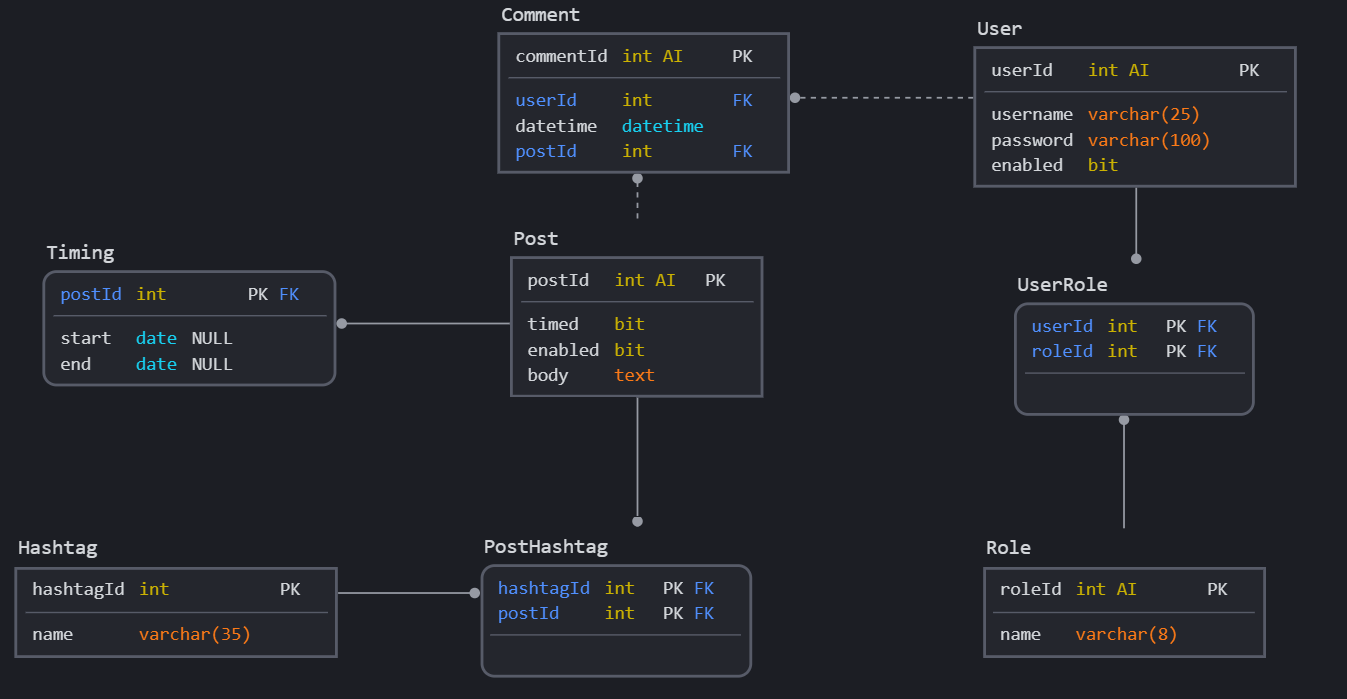 Comment
commentId int AI PK
userId int FK
datetime datetime
postId int FK
User
userId int AI PK
username varchar(25)
password varchar(100)
enabled bit
Timing
postId int PK FK
start date NULL
end date NULL
Post
postId int AI PK
timed bit
enabled bit
body text
UserRole
userId int PK FK
roleId int PK FK
Hashtag
hashtagId int PK
name varchar(35)
PostHashtag
hashtagId int PK FK
postId int PK FK
Role
roleId int AI PK
name varchar(8)